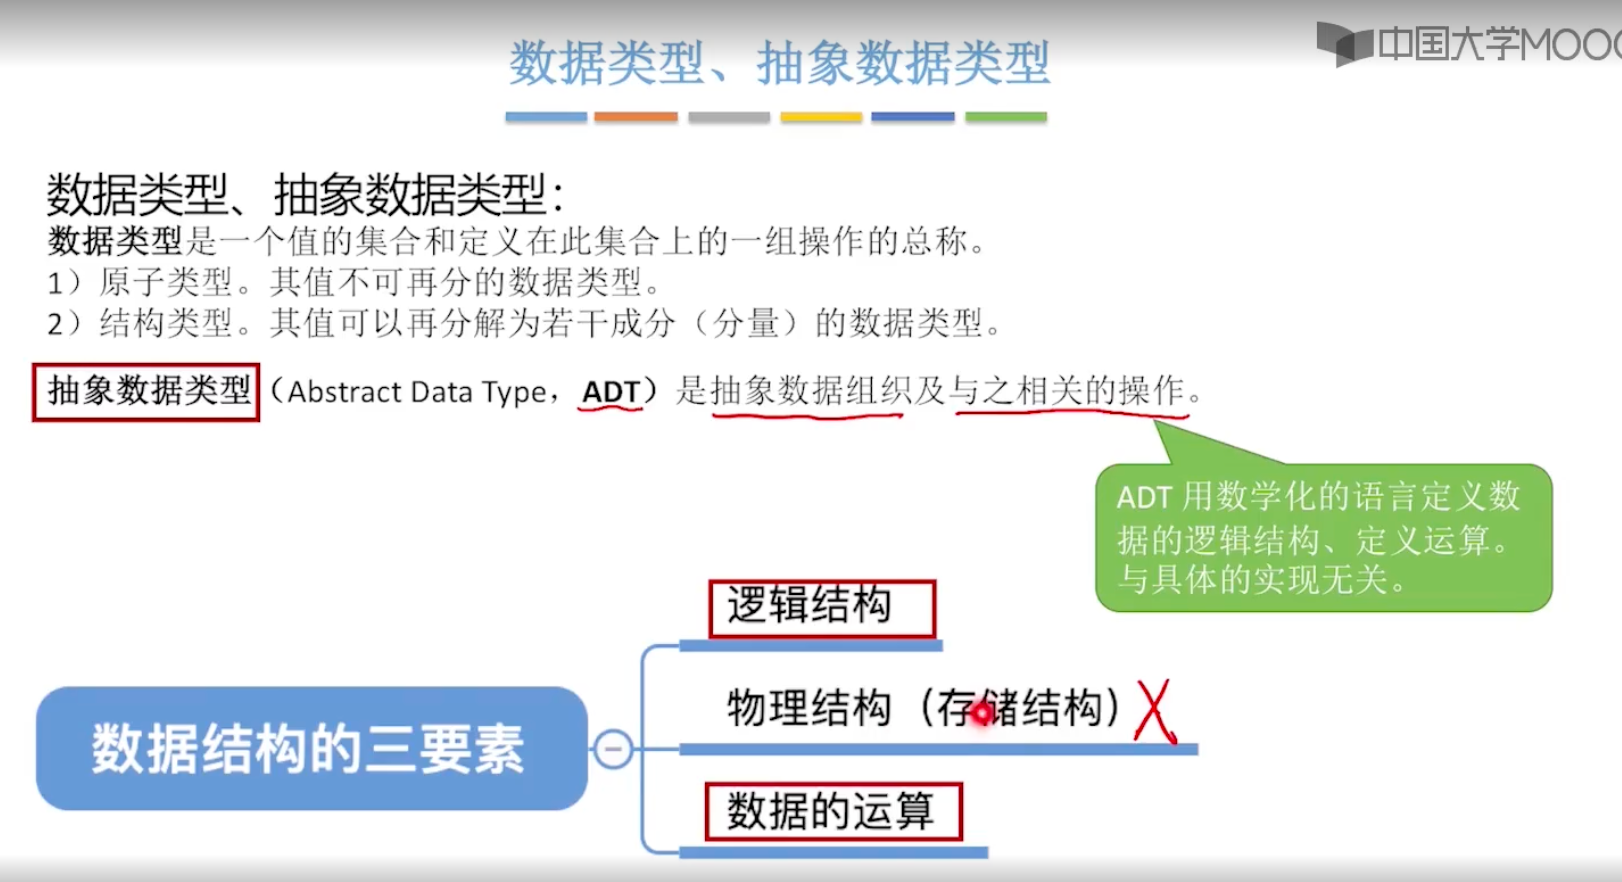 中国大学MOOC
数据类型、抽象数据类型
数据类型、抽象数据类型：
数据类型是一个值的集合和定义在此集合上的一组操作的总称。
1）原子类型。其值不可再分的数据类型。
2）结构类型。其值可以再分解为若干成分（分量）的数据类型。
抽象数据类型（Abstract Data Type，ADT）是抽象数据组织及与之相关的操作。
ADT 用数学化的语言定义数
据的逻辑结构、定义运算。
与具体的实现无关。
逻辑结构
物理结构（存储结构）
数据结构的三要素
数据的运算